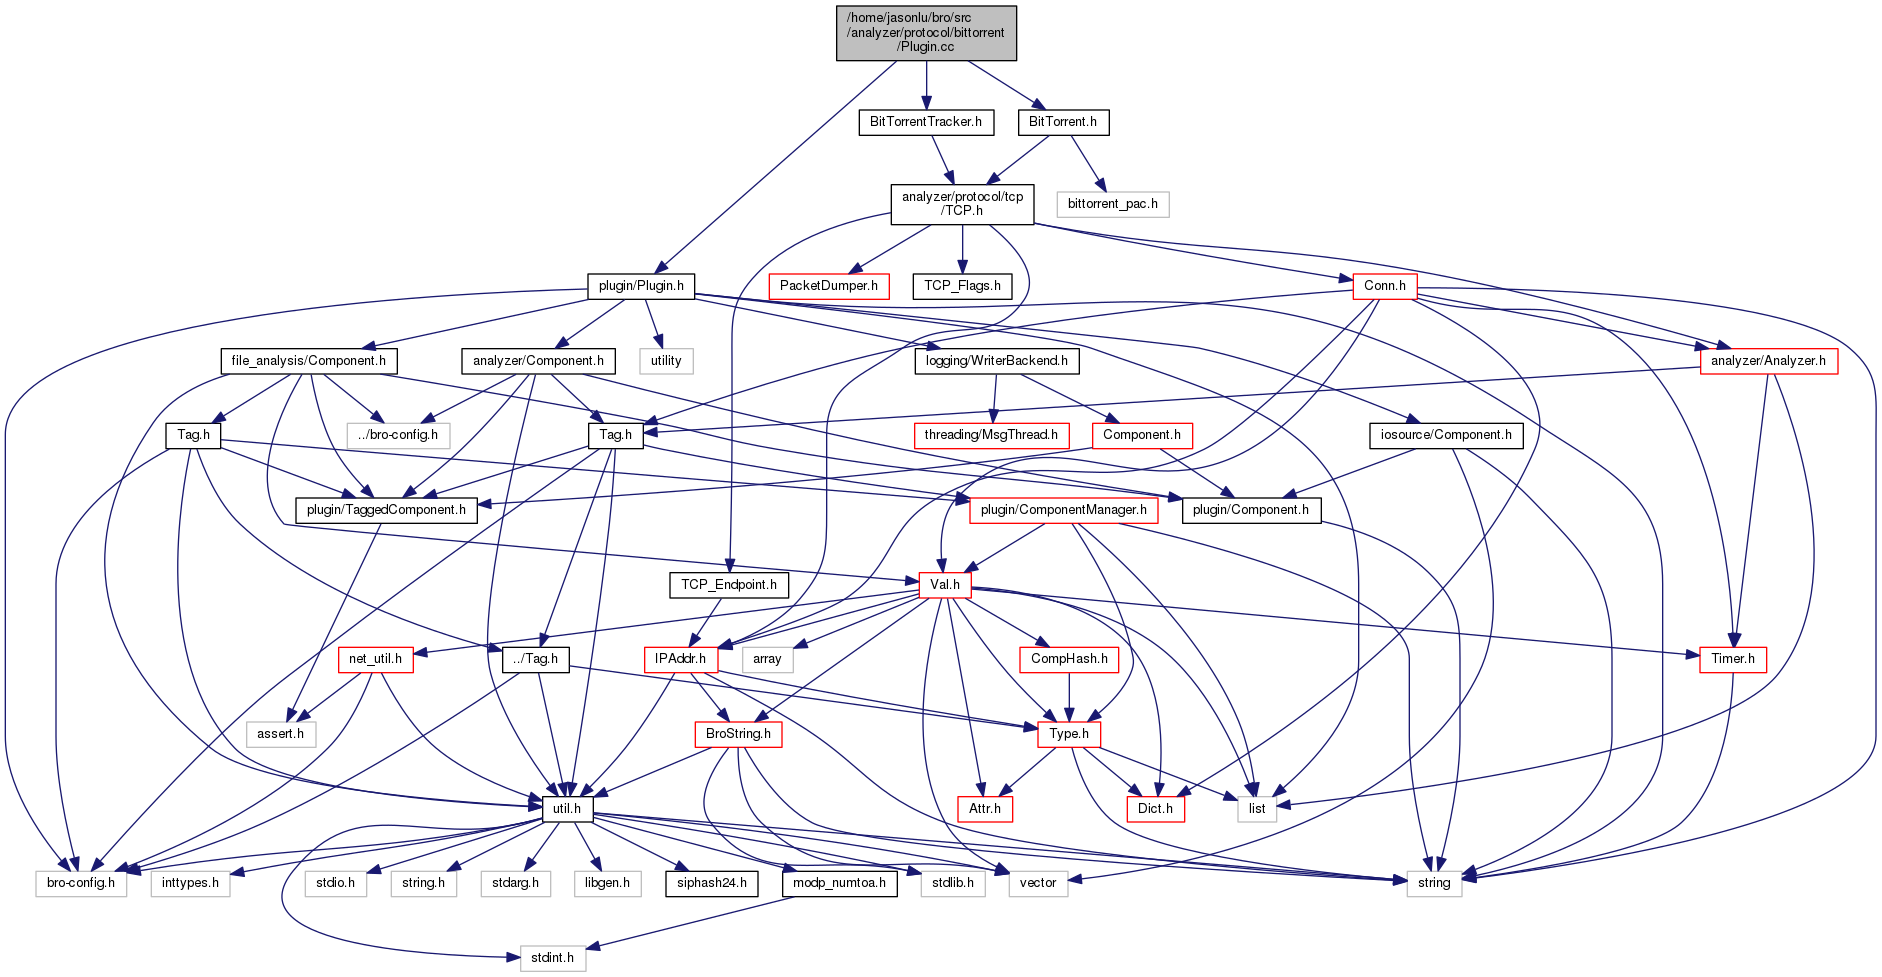 /home/jasonlu/bro/src
/analyzer/protocol/bittorrent
/Plugin.cc
BitTorrentTracker.h
BitTorrent.h
analyzer/protocol/tcp
/TCP.h
bittorrent_pac.h
plugin/Plugin.h
PacketDumper.h
TCP_Flags.h
Conn.h
file_analysis/Component.h
analyzer/Component.h
utility
logging/WriterBackend.h
analyzer/Analyzer.h
Tag.h
../bro-config.h
Tag.h
threading/MsgThread.h
Component.h
iosource/Component.h
plugin/TaggedComponent.h
plugin/ComponentManager.h
plugin/Component.h
TCP_Endpoint.h
Val.h
net_util.h
../Tag.h
IPAddr.h
array
CompHash.h
Timer.h
assert.h
BroString.h
Type.h
util.h
Attr.h
Dict.h
list
bro-config.h
inttypes.h
stdio.h
string.h
stdarg.h
libgen.h
siphash24.h
modp_numtoa.h
stdlib.h
vector
string
stdint.h